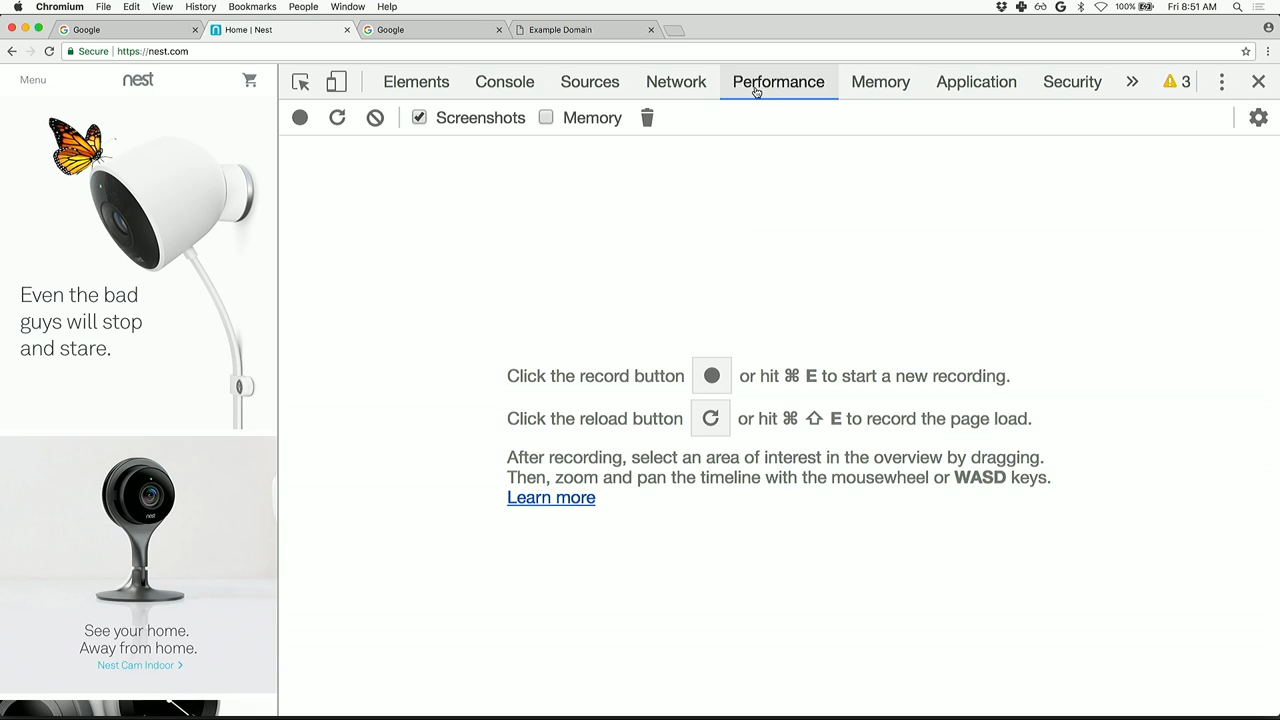 Chromium File Edit View History Bookmarks People Window Help 100% Fri 8:51 AM
Google Home | Nest Google Example Domain
Secure https://nest.com
Menu nest
Elements Console Sources Network Performance Memory Application Security 3
Screenshots Memory
Even the bad
guys will stop
and stare.
nest
See your home.
Away from home.
Nest Cam Indoor >
Click the record button or hit ⌘ E to start a new recording.
Click the reload button or hit ⌘ ⇧ E to record the page load.
After recording, select an area of interest in the overview by dragging.
Then, zoom and pan the timeline with the mousewheel or WASD keys.
Learn more